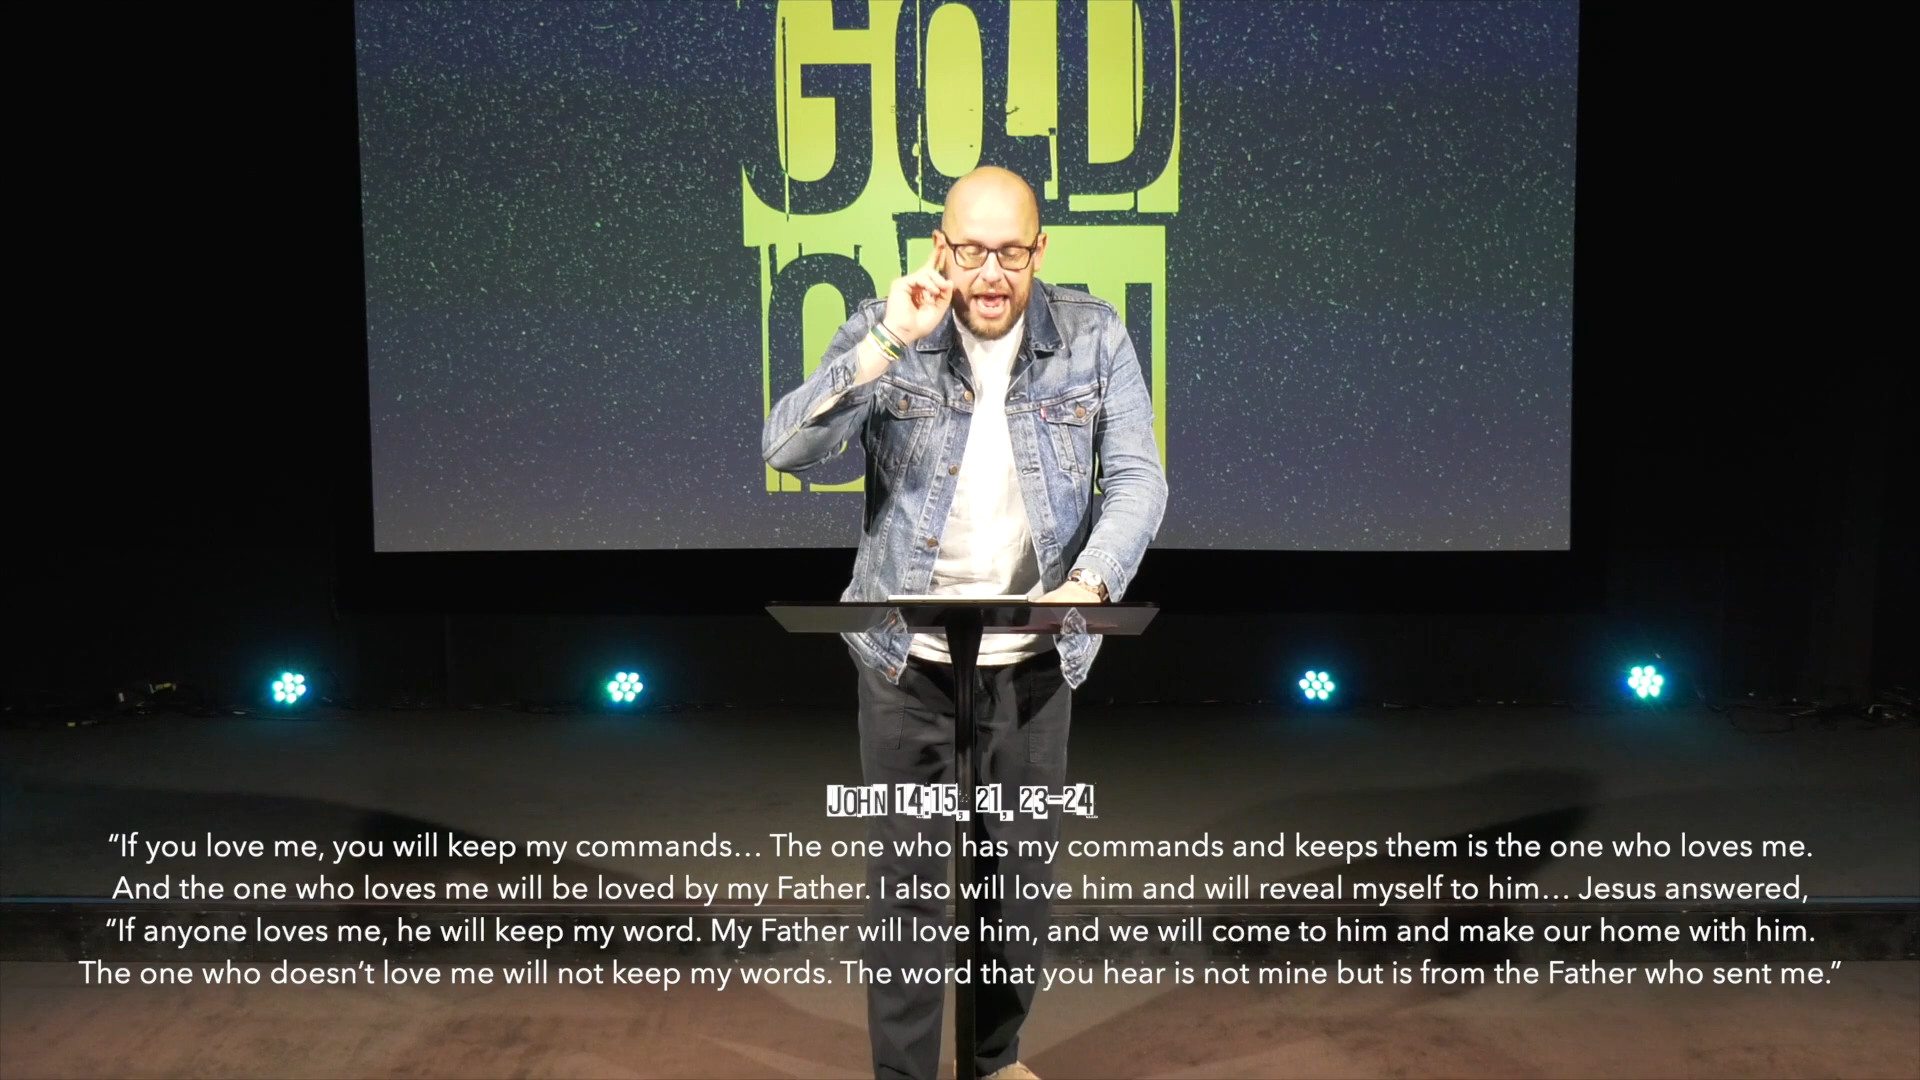 GOLD
JOHN 14:15, 21, 23-24
“If you love me, you will keep my commands… The one who has my commands and keeps them is the one who loves me.
And the one who loves me will be loved by my Father. I also will love him and will reveal myself to him… Jesus answered,
“If anyone loves me, he will keep my word. My Father will love him, and we will come to him and make our home with him.
The one who doesn’t love me will not keep my words. The word that you hear is not mine but is from the Father who sent me.”